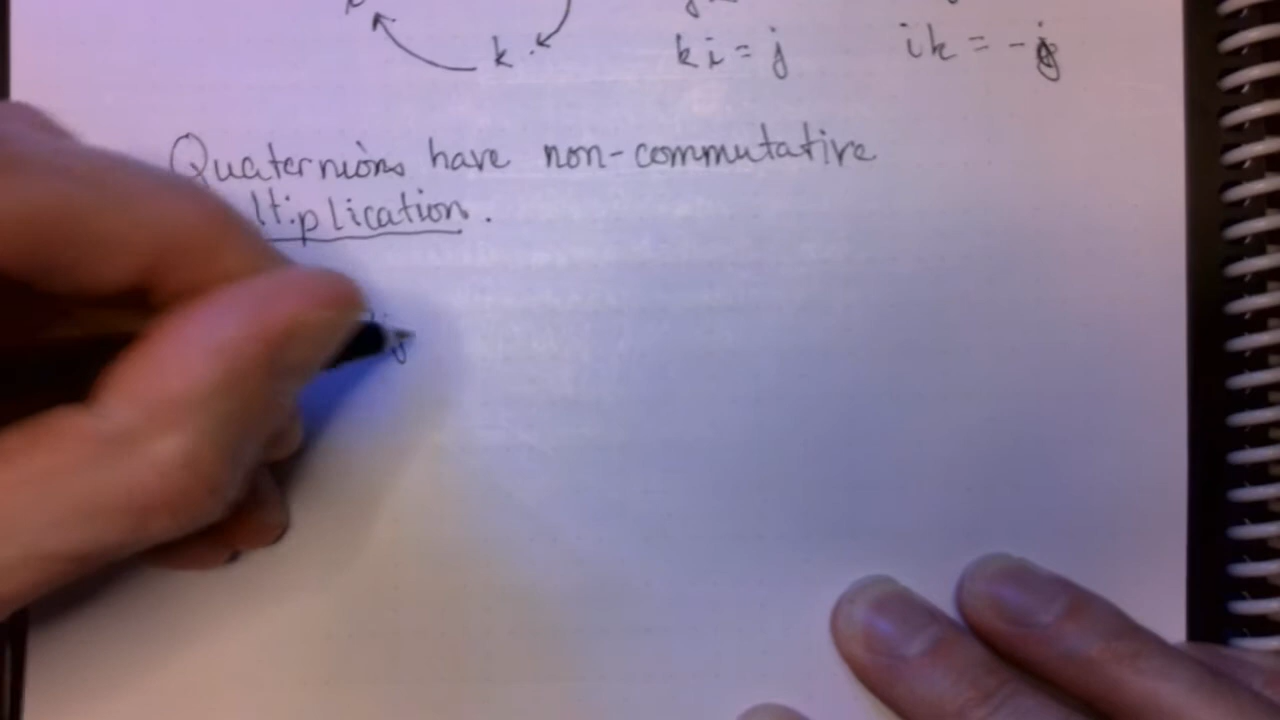 k
ki = j
ik = -j
Quaternions have non-commutative
ltiplication.
j